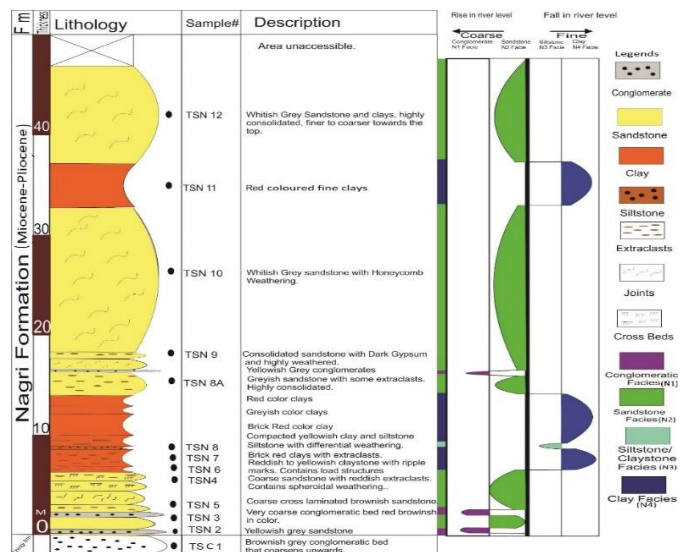 F m
Thickness
Lithology
Sample#
Description
Rise in river level
Fall in river level
Coarse
Fine
Conglomerate
N1 Facie
Sandstone
N2 Facie
Siltstone
N3 Facie
Clay
N4 Facie
Nagri Formation (Miocene-Pliocene)
40
30
20
10
M
0
Area unaccessible.
TSN 12
Whitish Grey Sandstone and clays, highly
consolidated, finer to coarser towards the
top.
TSN 11
Red coloured fine clays
TSN 10
Whitish Grey sandstone with Honeycomb
Weathering.
TSN 9
Consolidated sandstone with Dark Gypsum
and highly weathered.
Yellowish Grey conglomerates
TSN 8A
Greyish sandstone with some extraclasts.
Highly consolidated.
Red color clays
Greyish color clays
Brick Red color clay
Compacted yellowish clay and siltstone
TSN 8
Siltstone with differential weathering.
TSN 7
Brick red clays with extraclasts.
TSN 6
Reddish to yellowish claystone with ripple
marks. Contains load structures
TSN4
Coarse sandstone with reddish extraclasts.
Contains spheroidal weathering..
TSN 5
Coarse cross laminated brownish sandstone.
TSN 3
Very coarse conglomeratic bed red browinsh
in color.
TSN 2
Yellowish grey sandstone
TSC1
Brownish grey conglomeratic bed
that coarsens upwards.
Legends
Conglomerate
Sandstone
Clay
Siltstone
Extraclasts
Joints
Cross Beds
Conglomeratic
Facies(N1)
Sandstone
Facies (N2)
Siltstone/
Claystone
Facies (N3)
Clay Facies
(N4)